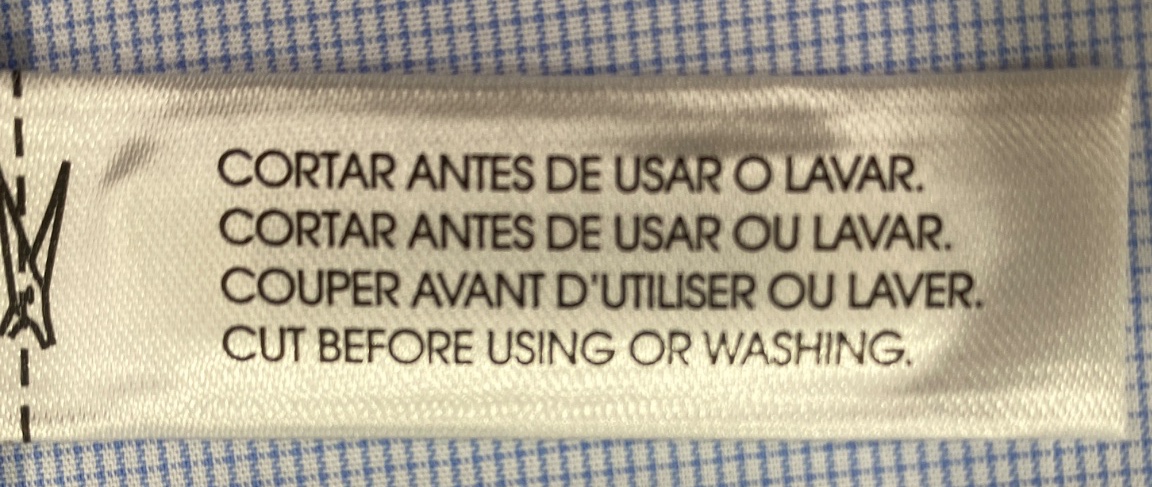 CORTAR ANTES DE USAR O LAVAR.
CORTAR ANTES DE USAR OU LAVAR.
COUPER AVANT D'UTILISER OU LAVER.
CUT BEFORE USING OR WASHING.